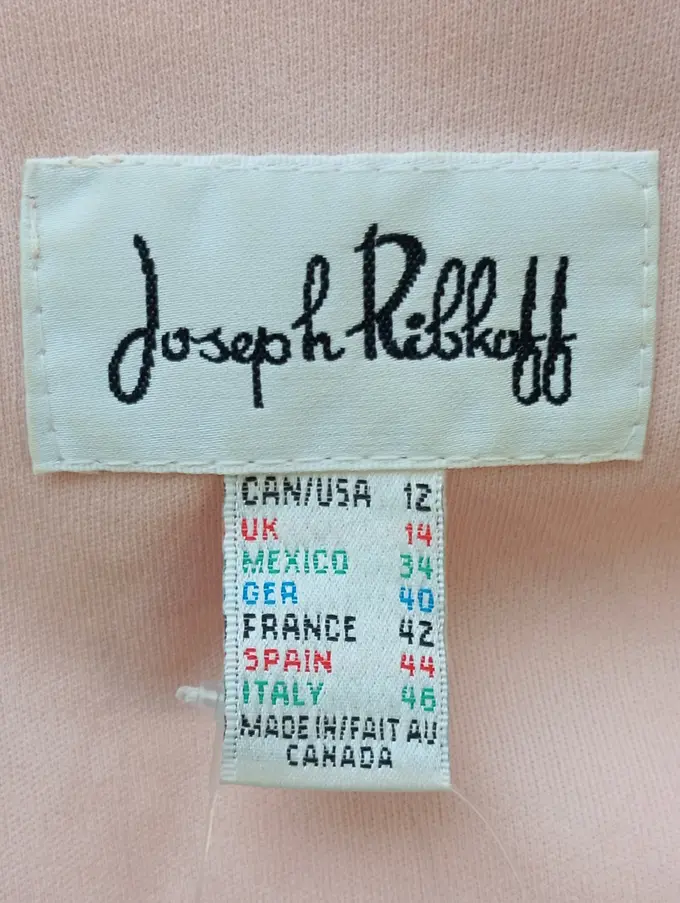 Joseph Ribkoff
CAN/USA 12
UK 14
MEXICO 34
GER 40
FRANCE 42
SPAIN 44
ITALY 46
MADE IN/FAIT AU
CANADA